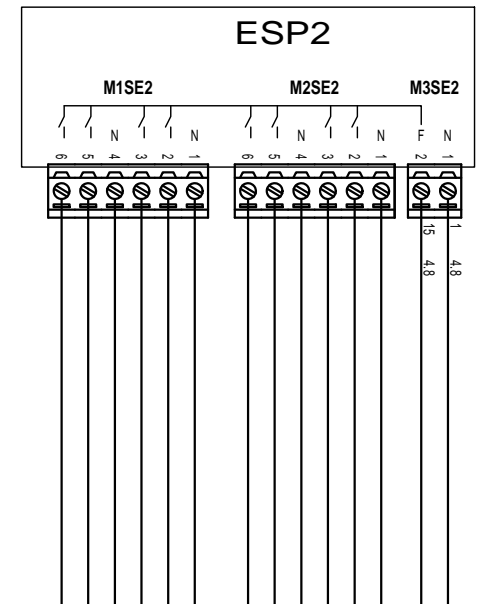 ESP2
M1SE2 M2SE2 M3SE2
N N N N F N
6 5 4 3 2 1 6 5 4 3 2 1 2 1
15 1
4.8 4.8